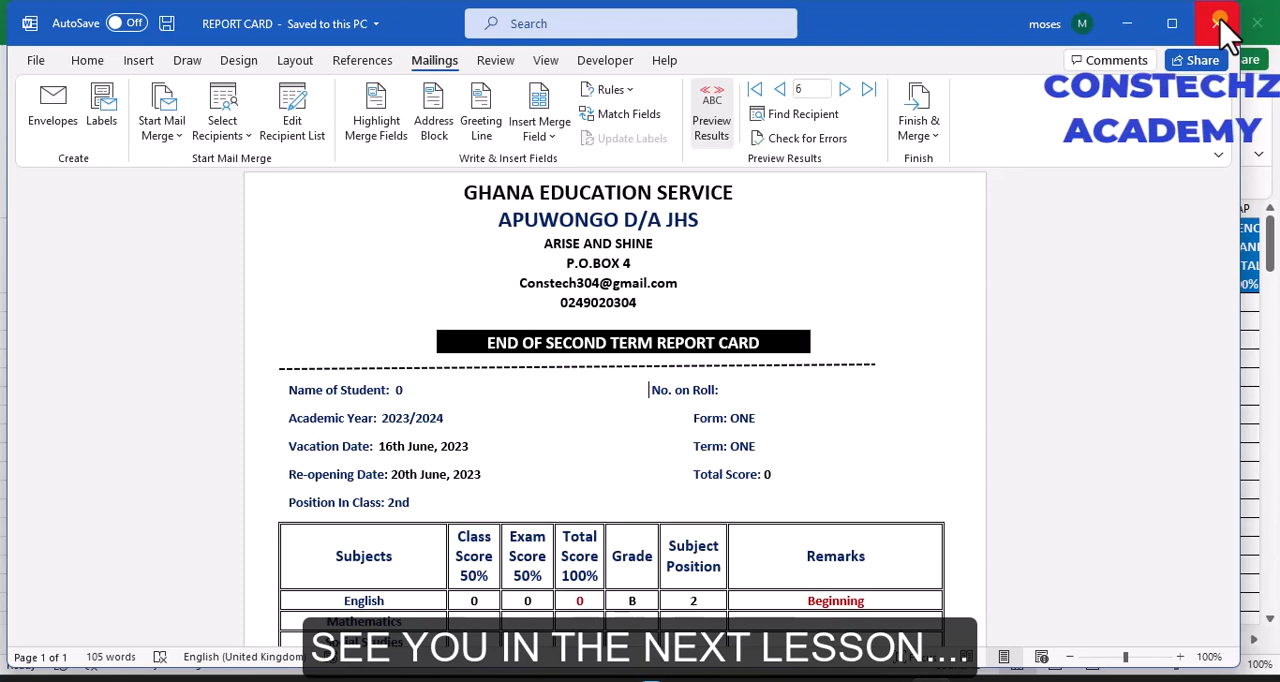 AutoSave Off REPORT CARD - Saved to this PC Search moses M
File Home Insert Draw Design Layout References Mailings Review View Developer Help Comments Share
CONSTECHZ
ACADEMY
Envelopes Labels
Start Mail Merge Select Recipients Edit Recipient List
Highlight Merge Fields Address Block Greeting Line Insert Merge Field
Rules
Match Fields
Update Labels
ABC
Preview Results
6
Find Recipient
Check for Errors
Finish & Merge
Create Start Mail Merge Write & Insert Fields Preview Results Finish
GHANA EDUCATION SERVICE
APUWONGO D/A JHS
ARISE AND SHINE
P.O.BOX 4
Constech304@gmail.com
0249020304
END OF SECOND TERM REPORT CARD
Name of Student: 0 No. on Roll:
Academic Year: 2023/2024 Form: ONE
Vacation Date: 16th June, 2023 Term: ONE
Re-opening Date: 20th June, 2023 Total Score: 0
Position In Class: 2nd
Subjects Class Score 50% Exam Score 50% Total Score 100% Grade Subject Position Remarks
English 0 0 0 B 2 Beginning
Mathematics
SEE YOU IN THE NEXT LESSON....
Page 1 of 1 105 words English (United Kingdom) 100%
100%